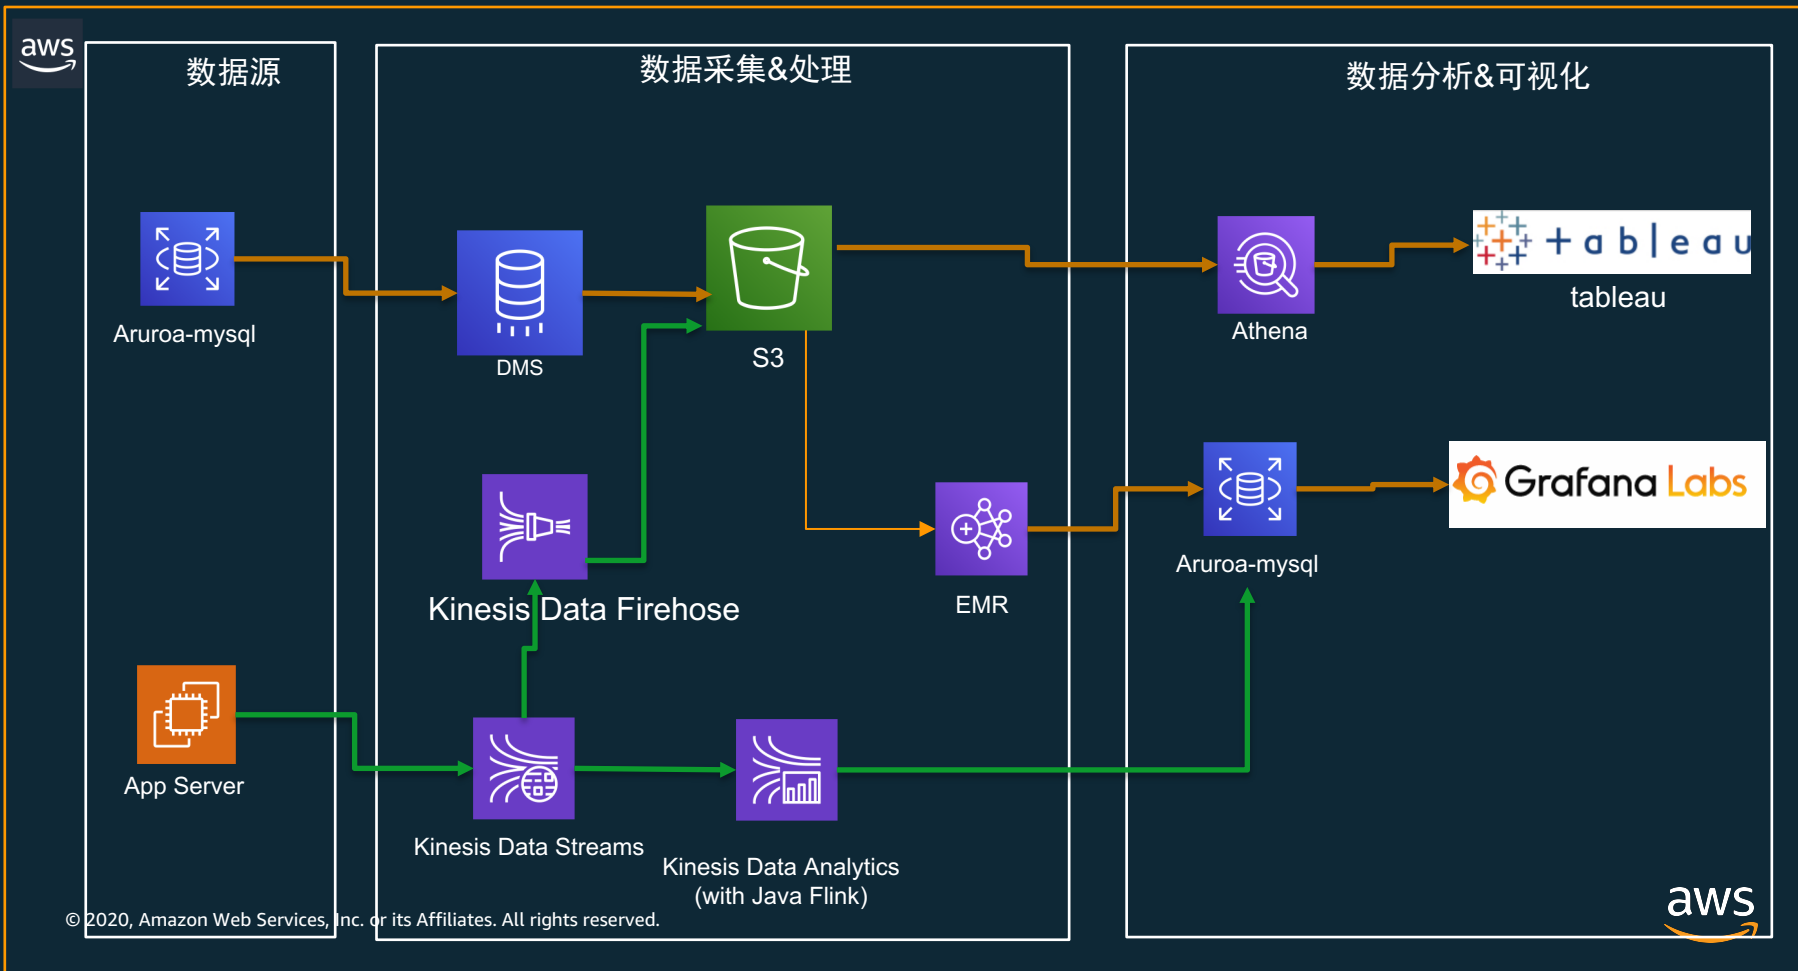 aws
数据源
数据采集&处理
数据分析&可视化
Aruroa-mysql
DMS
S3
Athena
+ableau
tableau
Kinesis Data Firehose
EMR
Aruroa-mysql
Grafana Labs
App Server
Kinesis Data Streams
Kinesis Data Analytics
(with Java Flink)
© 2020, Amazon Web Services, Inc. or its Affiliates. All rights reserved.
aws